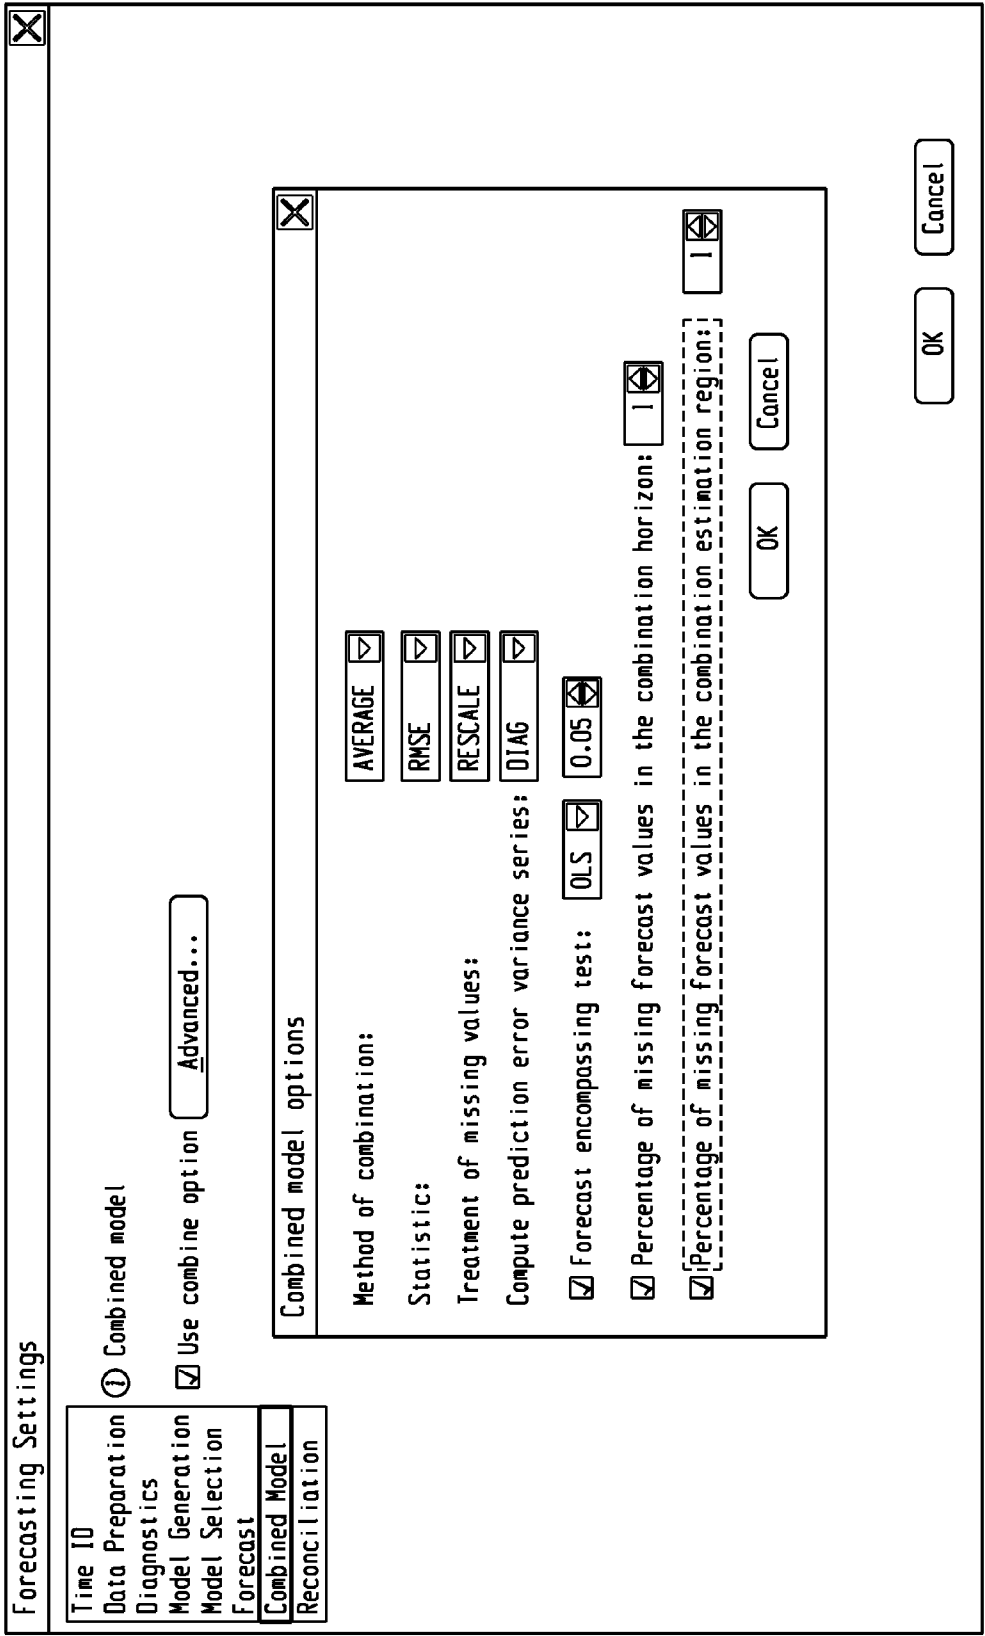 Forecasting Settings
Time ID
Data Preparation
Diagnostics
Model Generation
Model Selection
Forecast
Combined Model
Reconciliation
i Combined model
Use combine option Advanced...
Combined model options
Method of combination: AVERAGE
Statistic: RMSE
Treatment of missing values: RESCALE
Compute prediction error variance series: DIAG
Forecast encompassing test: OLS 0.05
Percentage of missing forecast values in the combination horizon: 1
Percentage of missing forecast values in the combination estimation region: 1
OK Cancel
OK Cancel